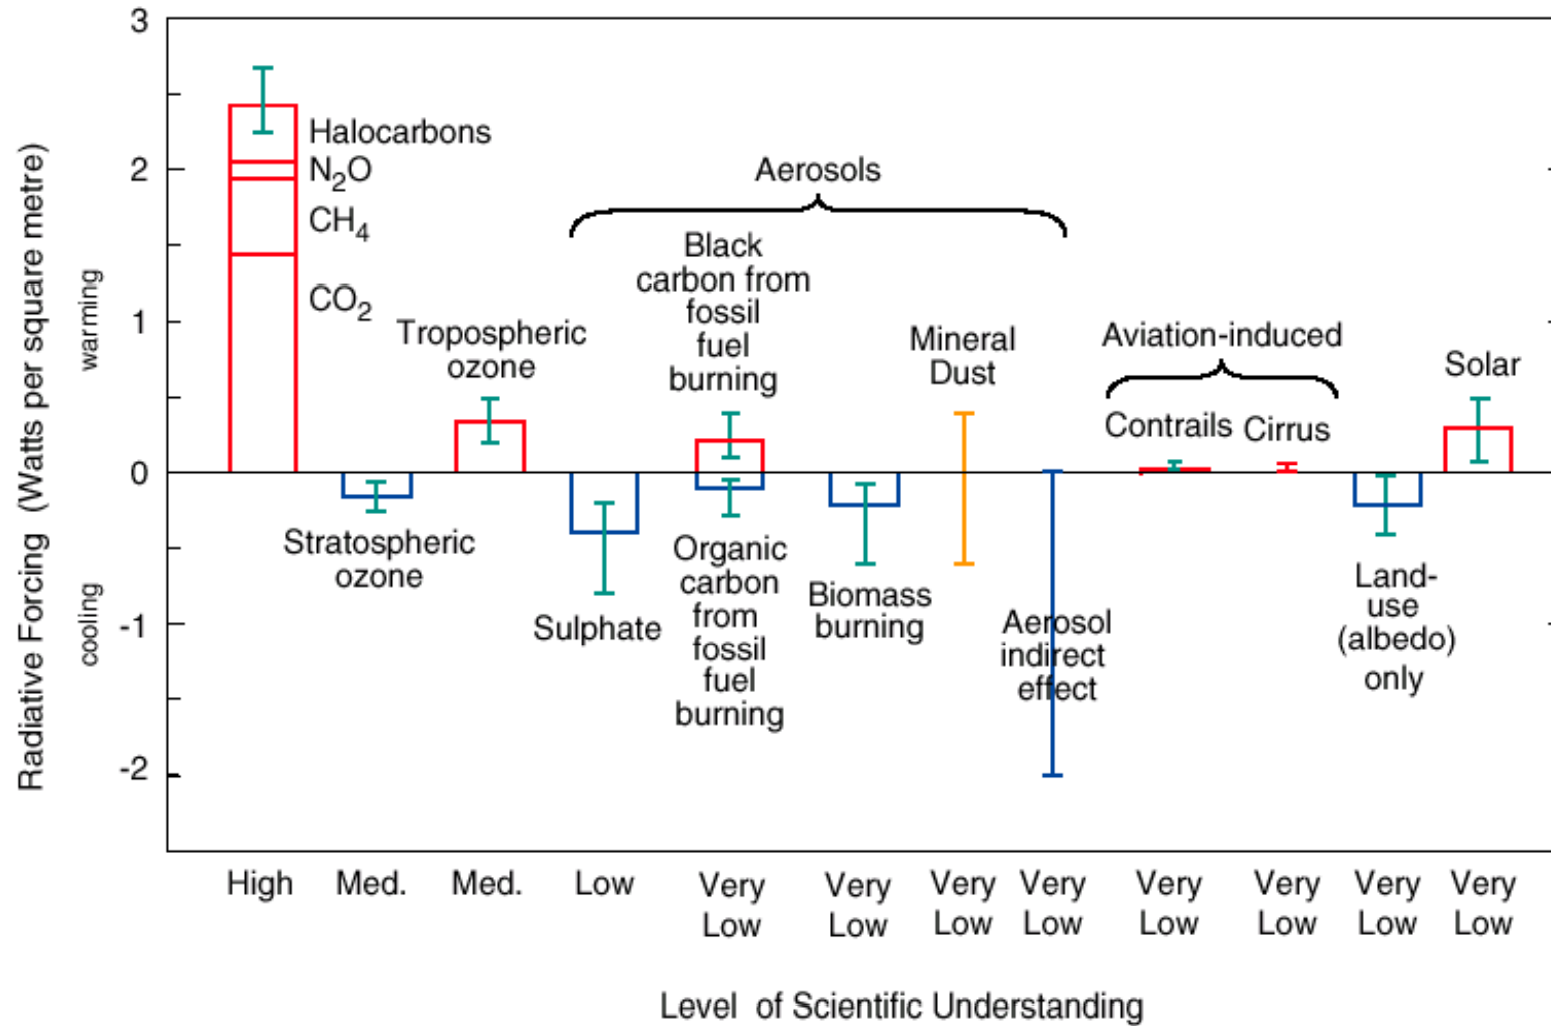 3
2
1
0
-1
-2
Radiative Forcing (Watts per square metre)
warming
cooling
Halocarbons
N₂O
CH₄
CO₂
Stratospheric
ozone
Tropospheric
ozone
Aerosols
Sulphate
Black
carbon from
fossil
fuel
burning
Organic
carbon
from
fossil
fuel
burning
Biomass
burning
Mineral
Dust
Aerosol
indirect
effect
Aviation-induced
Contrails
Cirrus
Land-
use
(albedo)
only
Solar
High
Med.
Med.
Low
Very
Low
Very
Low
Very
Low
Very
Low
Very
Low
Very
Low
Very
Low
Very
Low
Level of Scientific Understanding